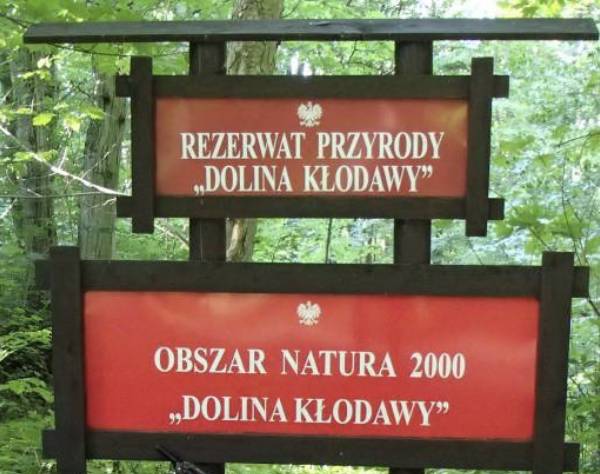 REZERWAT PRZYRODY
„DOLINA KŁODAWY”
OBSZAR NATURA 2000
„DOLINA KŁODAWY”